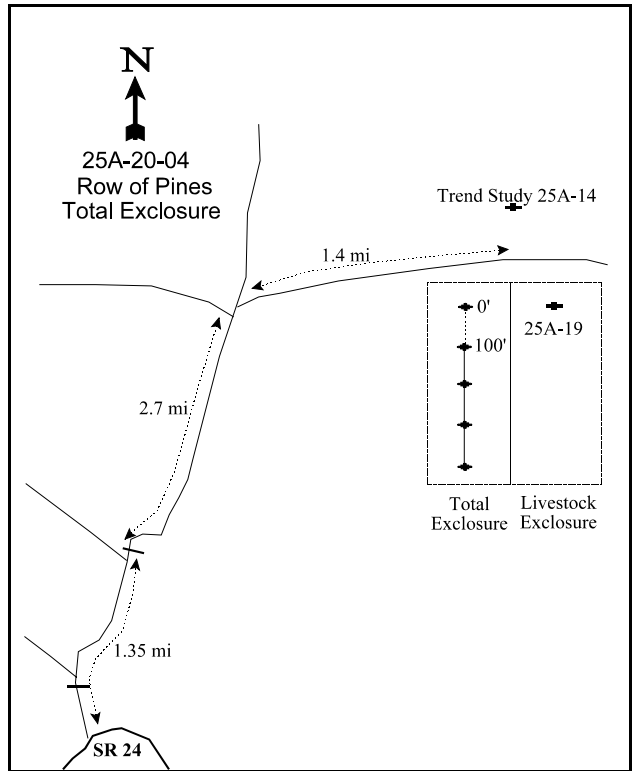 N
25A-20-04
Row of Pines
Total Exclosure
Trend Study 25A-14
1.4 mi
0'
25A-19
100'
2.7 mi
Total
Exclosure
Livestock
Exclosure
1.35 mi
SR 24